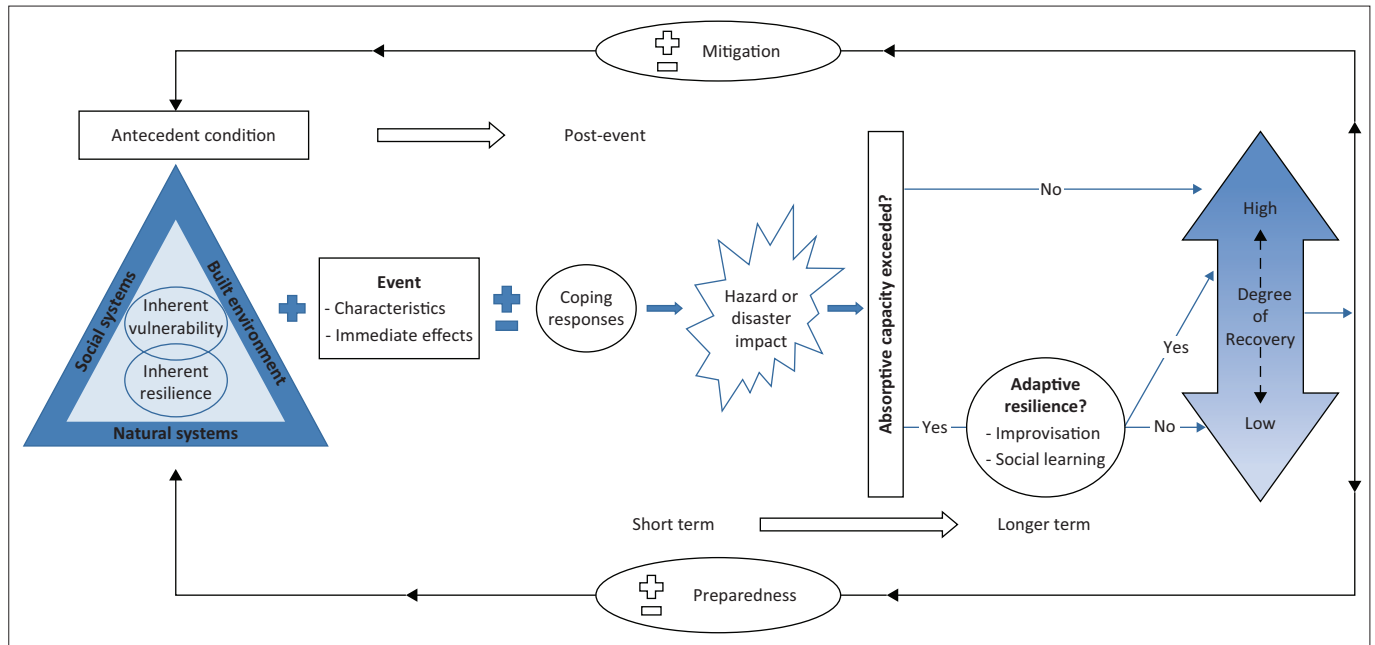 Mitigation
Antecedent condition
Post-event
Social systems
Built environment
Natural systems
Inherent
vulnerability
Inherent
resilience
Event
- Characteristics
- Immediate effects
Coping
responses
Hazard or
disaster
impact
Absorptive capacity exceeded?
No
Yes
Adaptive
resilience?
- Improvisation
- Social learning
Yes
No
High
Degree
of
Recovery
Low
Short term
Longer term
Preparedness